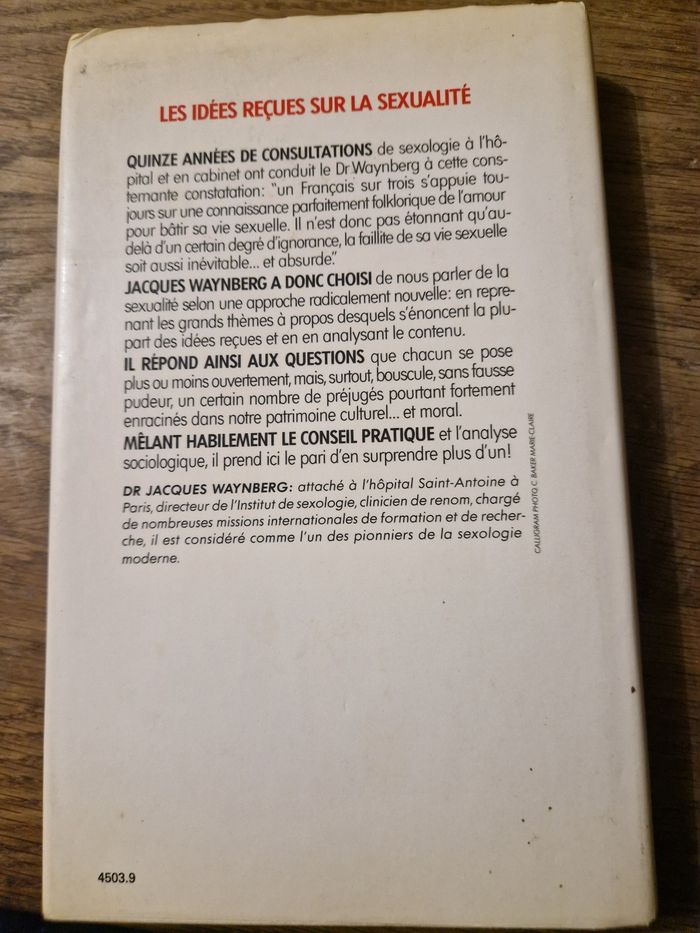 LES IDÉES REÇUES SUR LA SEXUALITÉ
QUINZE ANNÉES DE CONSULTATIONS de sexologie à l'hô-
pital et en cabinet ont conduit le Dr Waynberg à cette cons-
ternante constatation: "un Français sur trois s'appuie tou-
jours sur une connaissance parfaitement folklorique de l'amour
pour bâtir sa vie sexuelle. Il n'est donc pas étonnant qu'au-
delà d'un certain degré d'ignorance, la faillite de sa vie sexuelle
soit aussi inévitable... et absurde."
JACQUES WAYNBERG A DONC CHOISI de nous parler de la
sexualité selon une approche radicalement nouvelle: en repre-
nant les grands thèmes à propos desquels s'énoncent la plu-
part des idées reçues et en en analysant le contenu.
IL RÉPOND AINSI AUX QUESTIONS que chacun se pose
plus ou moins ouvertement, mais, surtout, bouscule, sans fausse
pudeur, un certain nombre de préjugés pourtant fortement
enracinés dans notre patrimoine culturel... et moral.
MÊLANT HABILEMENT LE CONSEIL PRATIQUE et l'analyse
sociologique, il prend ici le pari d'en surprendre plus d'un!
DR JACQUES WAYNBERG: attaché à l'hôpital Saint-Antoine à
Paris, directeur de l'Institut de sexologie, clinicien de renom, chargé
de nombreuses missions internationales de formation et de recher-
che, il est considéré comme l'un des pionniers de la sexologie
moderne.
CALLIGRAM PHOTO C. BAKER MARIE-CLAIRE
4503.9